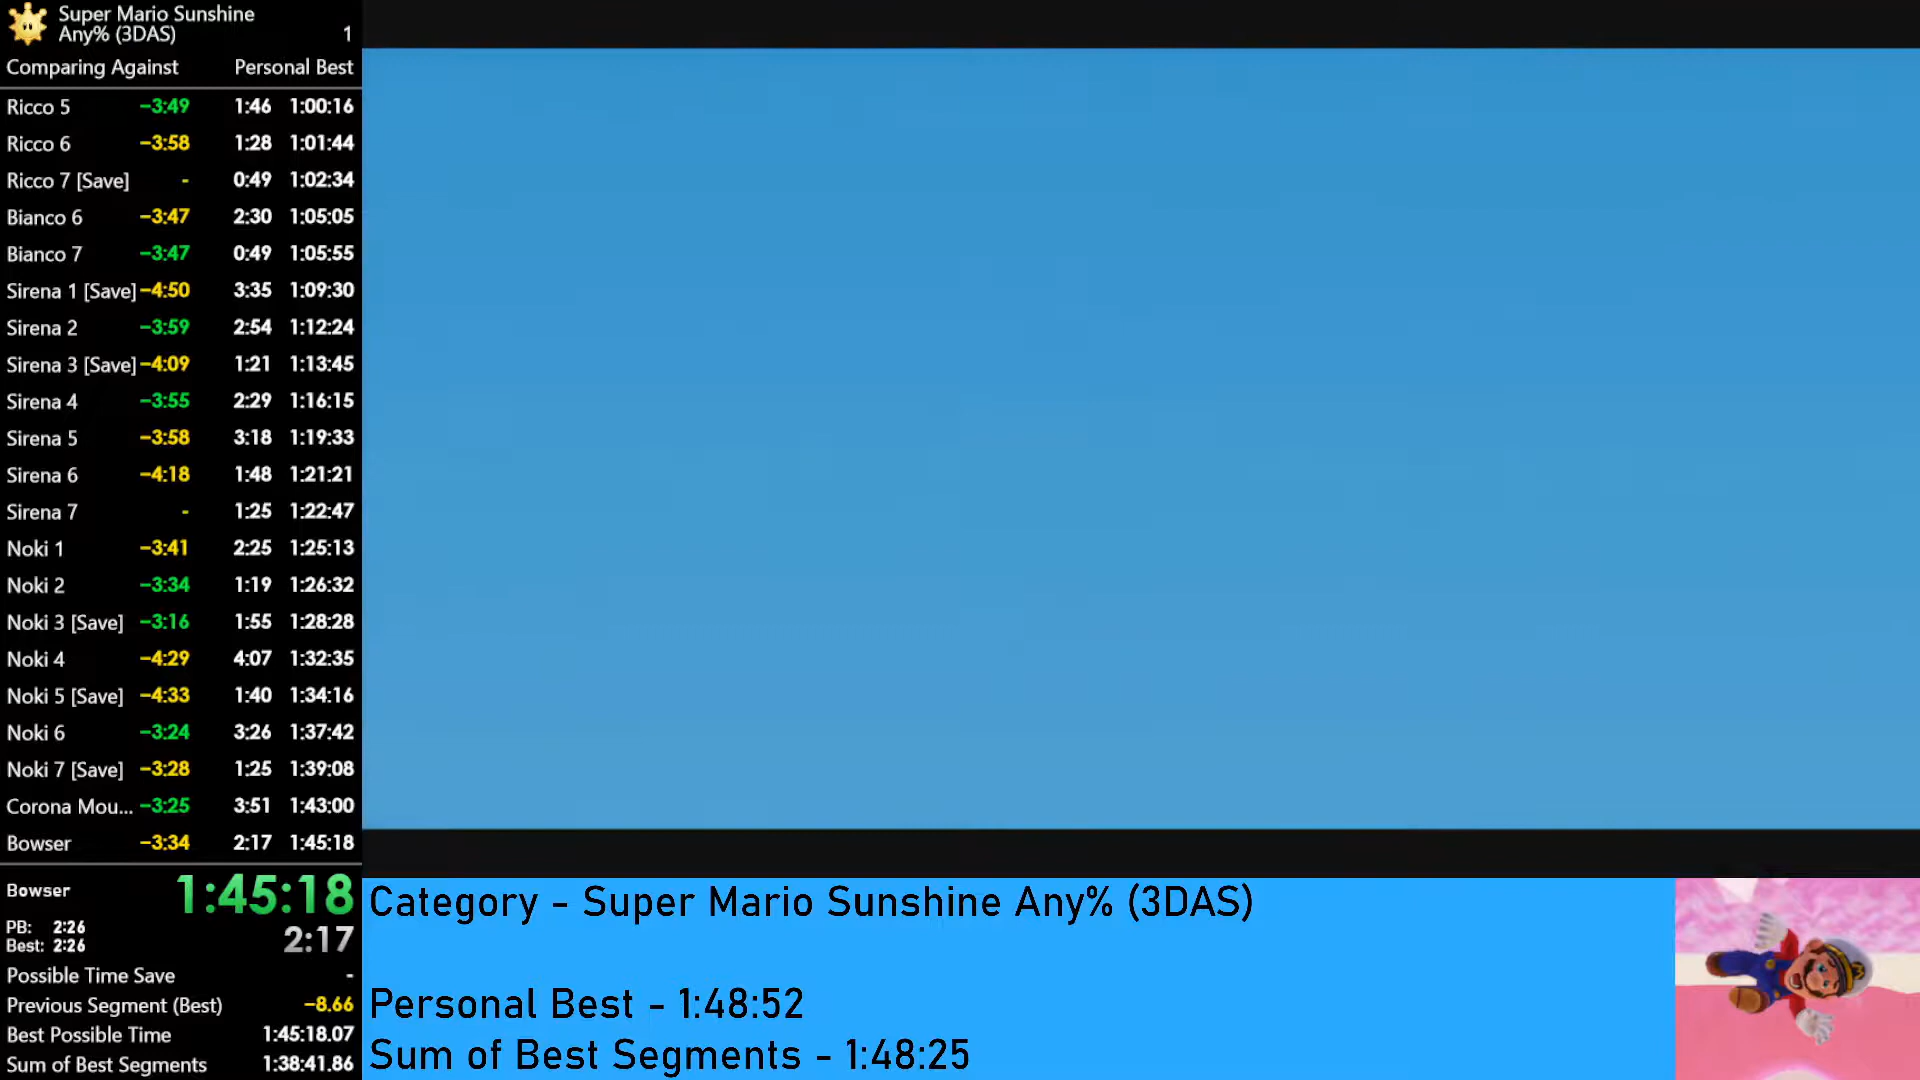 Super Mario Sunshine
Any% (3DAS) 1
Comparing Against Personal Best
Ricco 5 −3:49 1:46 1:00:16
Ricco 6 −3:58 1:28 1:01:44
Ricco 7 [Save] - 0:49 1:02:34
Bianco 6 −3:47 2:30 1:05:05
Bianco 7 −3:47 0:49 1:05:55
Sirena 1 [Save] −4:50 3:35 1:09:30
Sirena 2 −3:59 2:54 1:12:24
Sirena 3 [Save] −4:09 1:21 1:13:45
Sirena 4 −3:55 2:29 1:16:15
Sirena 5 −3:58 3:18 1:19:33
Sirena 6 −4:18 1:48 1:21:21
Sirena 7 - 1:25 1:22:47
Noki 1 −3:41 2:25 1:25:13
Noki 2 −3:34 1:19 1:26:32
Noki 3 [Save] −3:16 1:55 1:28:28
Noki 4 −4:29 4:07 1:32:35
Noki 5 [Save] −4:33 1:40 1:34:16
Noki 6 −3:24 3:26 1:37:42
Noki 7 [Save] −3:28 1:25 1:39:08
Corona Mou... −3:25 3:51 1:43:00
Bowser −3:34 2:17 1:45:18
Bowser 1:45:18
PB: 2:26
Best: 2:26 2:17
Possible Time Save -
Previous Segment (Best) −8.66
Best Possible Time 1:45:18.07
Sum of Best Segments 1:38:41.86
Category - Super Mario Sunshine Any% (3DAS)
Personal Best - 1:48:52
Sum of Best Segments - 1:48:25